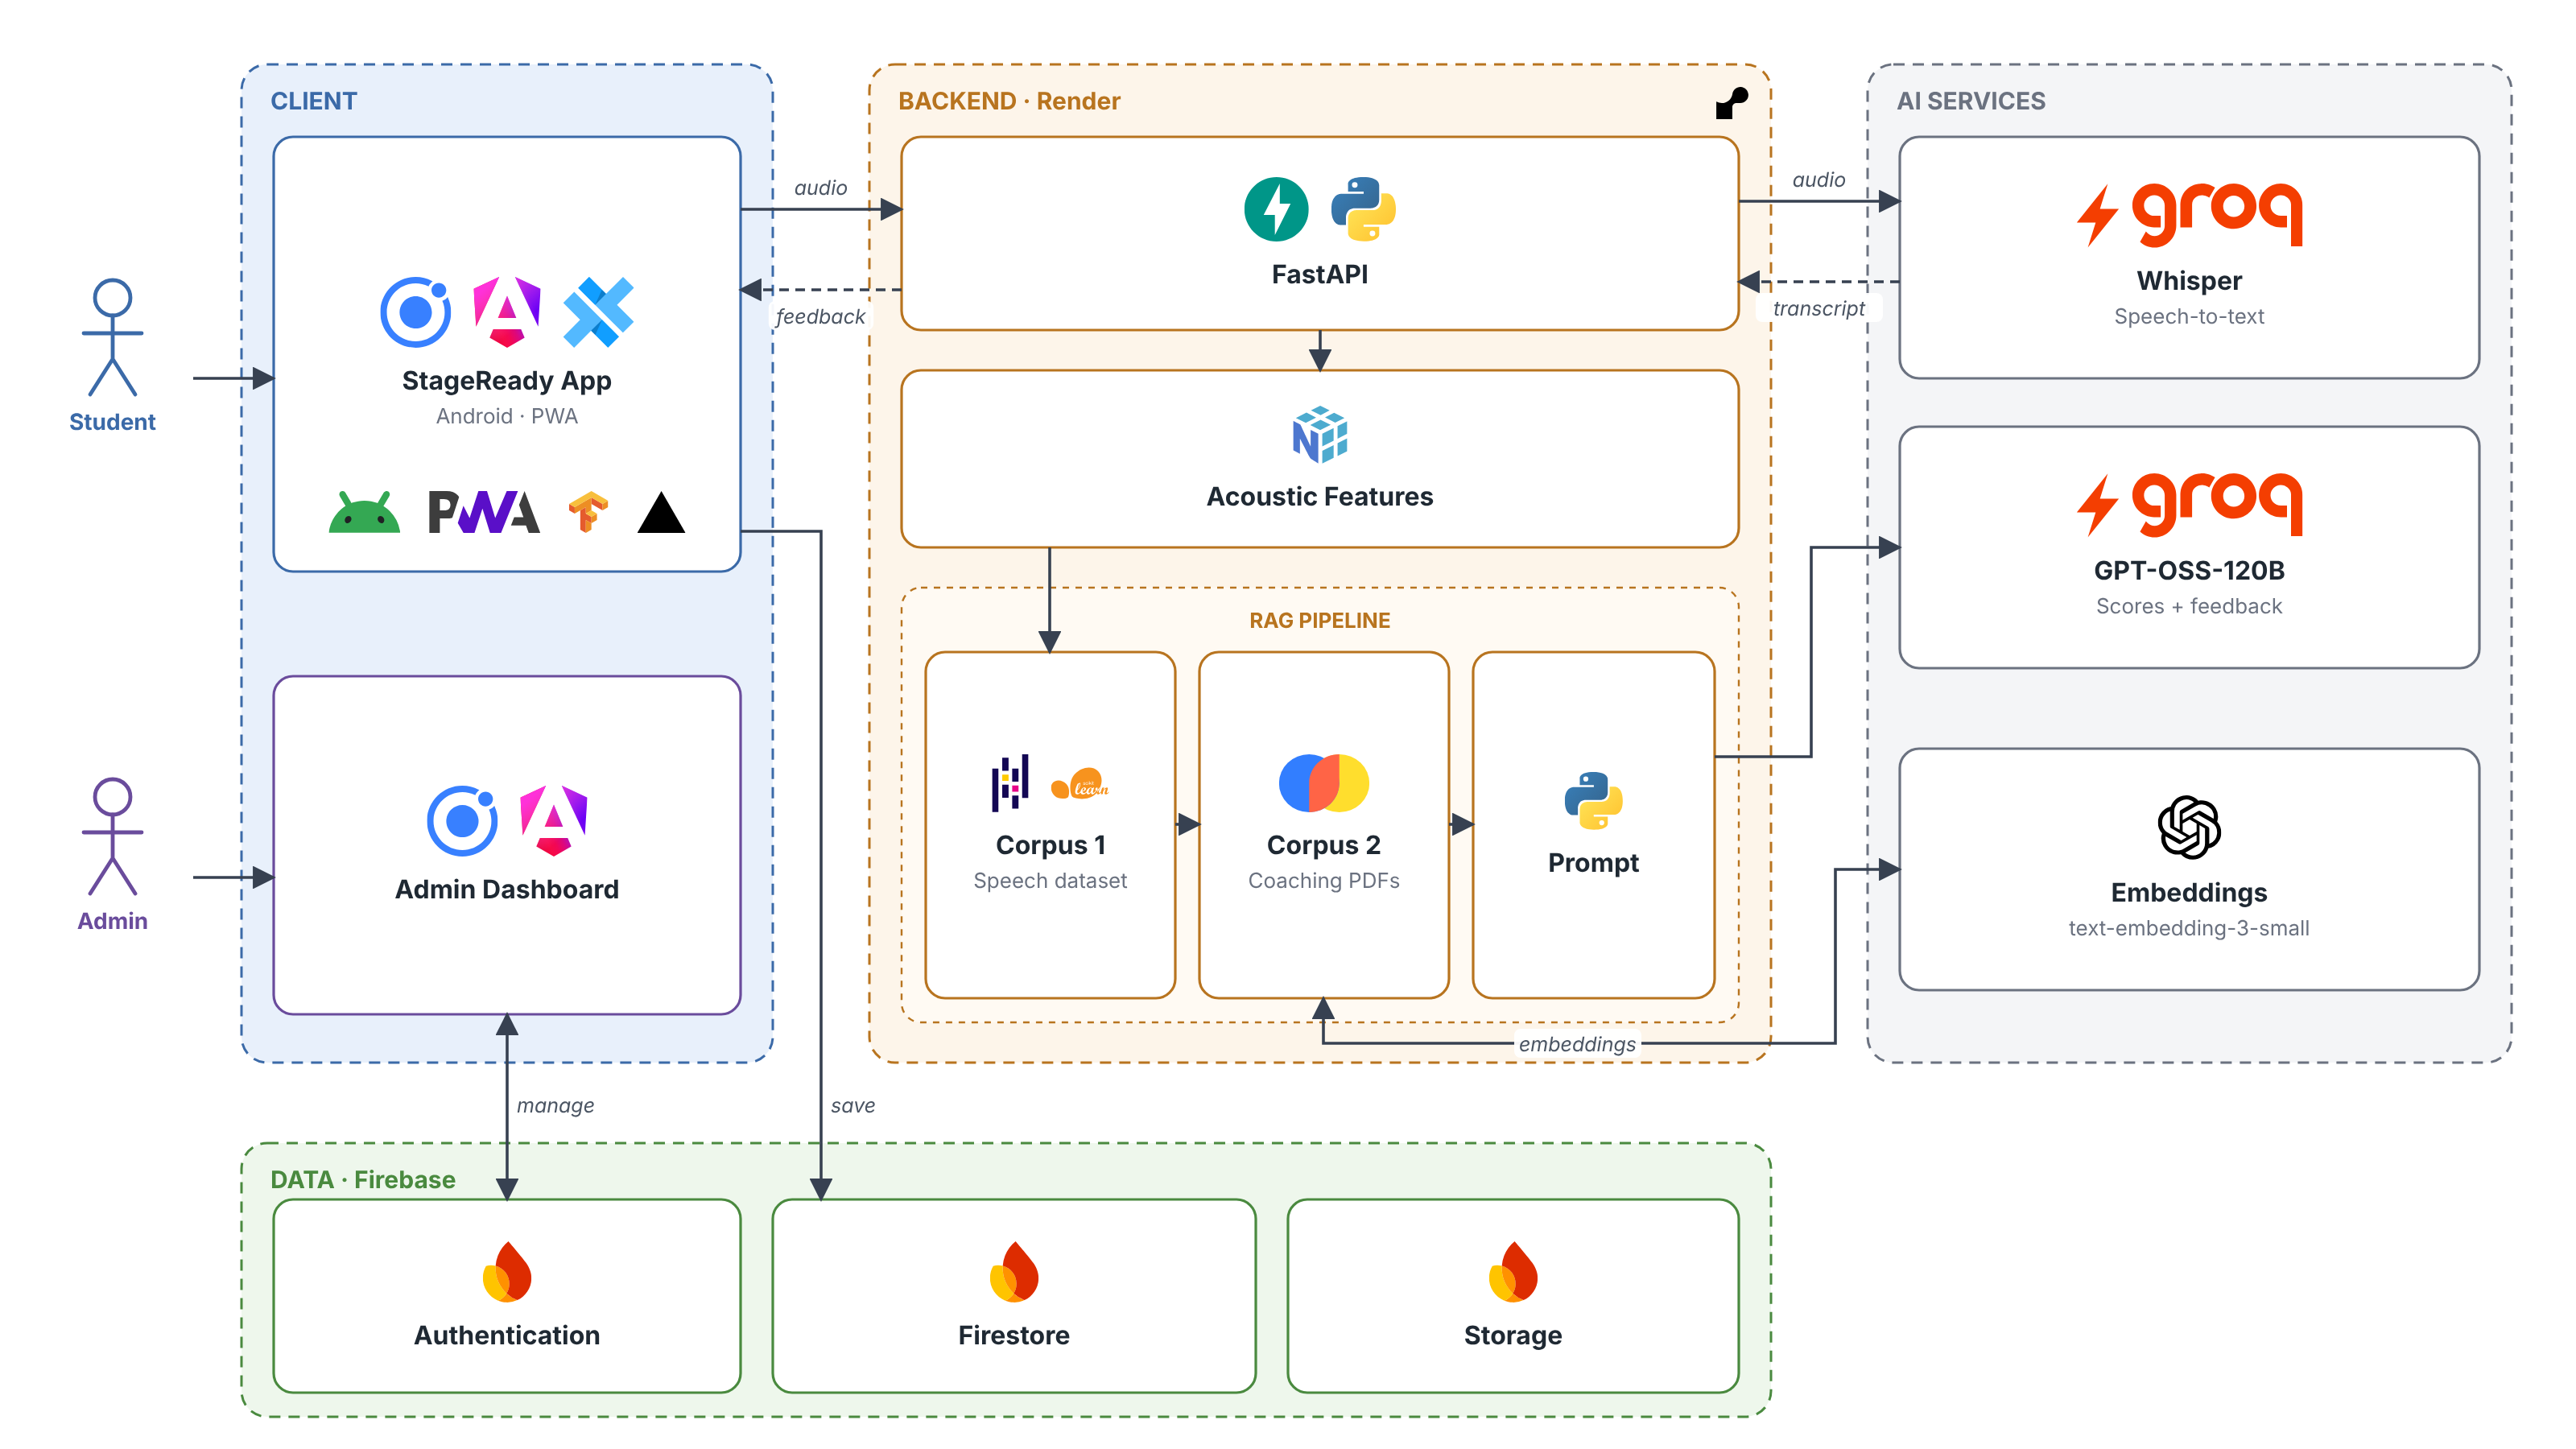 CLIENT
StageReady App
Android · PWA
PWA
Admin Dashboard
Student
Admin
audio
feedback
BACKEND · Render
FastAPI
Acoustic Features
RAG PIPELINE
learn
Corpus 1
Speech dataset
Corpus 2
Coaching PDFs
Prompt
embeddings
audio
transcript
AI SERVICES
groq
Whisper
Speech-to-text
groq
GPT-OSS-120B
Scores + feedback
Embeddings
text-embedding-3-small
manage
save
DATA · Firebase
Authentication
Firestore
Storage